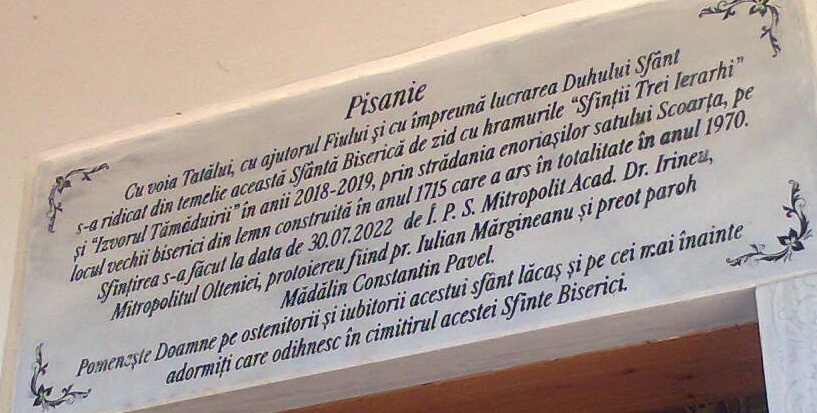 Pisanie
Cu voia Tatălui, cu ajutorul Fiului și cu împreună lucrarea Duhului Sfânt
s-a ridicat din temelie această Sfântă Biserică de zid cu hramurile "Sfinții Trei Ierarhi"
și "Izvorul Tămăduirii" în anii 2018-2019, prin strădania enoriașilor satului Scoarța, pe
locul vechii biserici din lemn construită în anul 1715 care a ars în totalitate în anul 1970.
Sfințirea s-a făcut la data de 30.07.2022 de Î. P. S. Mitropolit Acad. Dr. Irineu,
Mitropolitul Olteniei, protoiereu fiind pr. Iulian Mărgineanu și preot paroh
Mădălin Constantin Pavel.
Pomenește Doamne pe ostenitorii și iubitorii acestui sfânt lăcaș și pe cei mai înainte
adormiți care odihnesc în cimitirul acestei Sfinte Biserici.